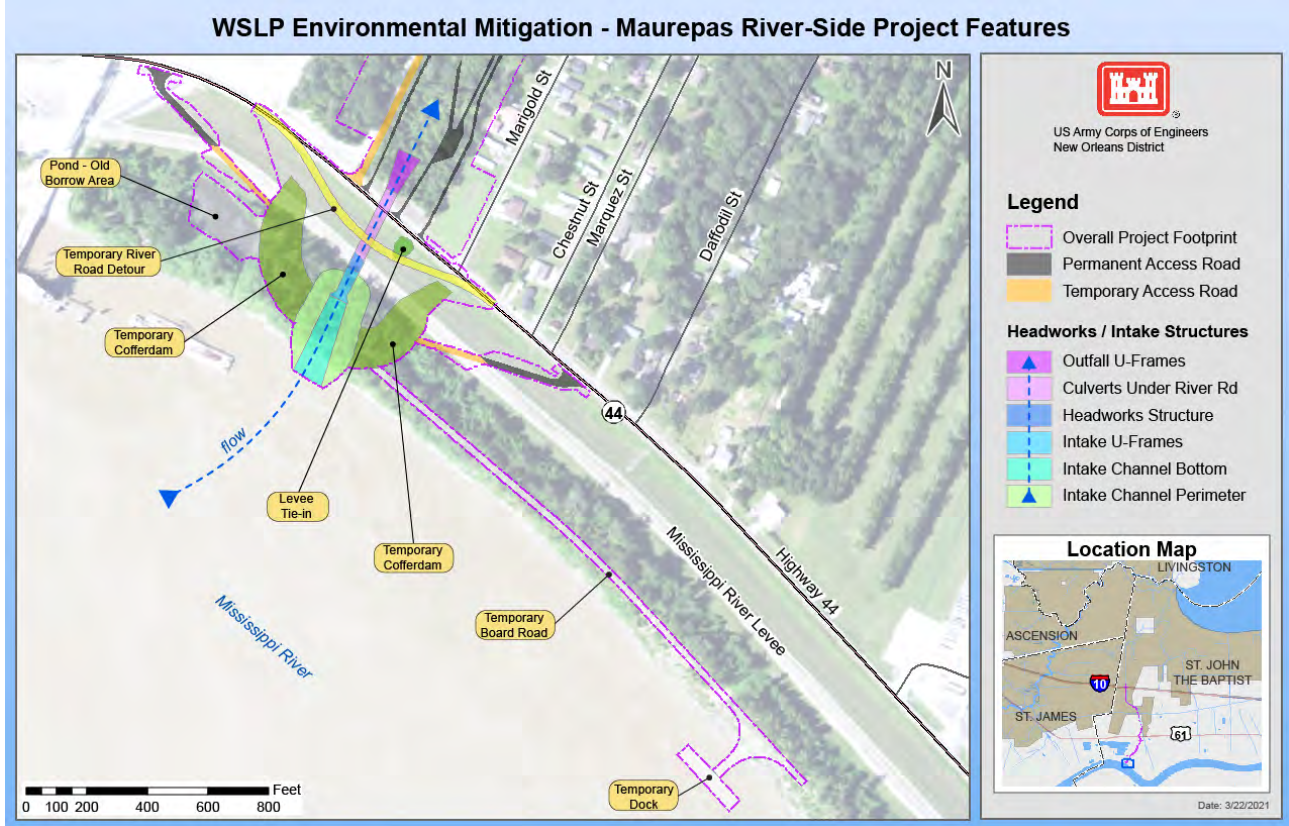 WSLP Environmental Mitigation - Maurepas River-Side Project Features
N
Marigold St
Chestnut St
Marquez St
Daffodil St
Pond - Old
Borrow Area
Temporary River
Road Detour
Temporary
Cofferdam
flow
Levee
Tie-in
Temporary
Cofferdam
44
Mississippi River Levee
Highway 44
Temporary
Board Road
Mississippi River
Temporary
Dock
Feet
0 100 200 400 600 800
US Army Corps of Engineers
New Orleans District
Legend
Overall Project Footprint
Permanent Access Road
Temporary Access Road
Headworks / Intake Structures
Outfall U-Frames
Culverts Under River Rd
Headworks Structure
Intake U-Frames
Intake Channel Bottom
Intake Channel Perimeter
Location Map
LIVINGSTON
ASCENSION
ST. JOHN
THE BAPTIST
10
ST. JAMES
61
Date: 3/22/2021